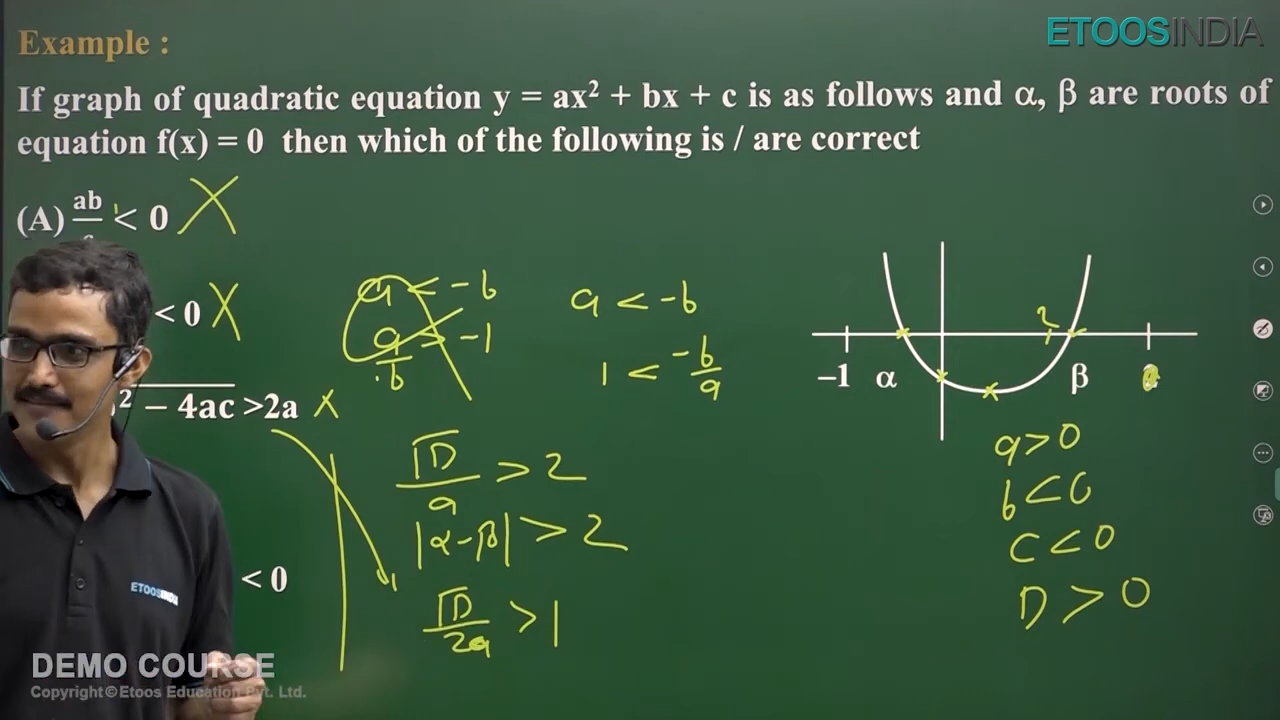 Example :
ETOOSINDIA
If graph of quadratic equation y = ax² + bx + c is as follows and α, β are roots of
equation f(x) = 0 then which of the following is / are correct
(A) ab < 0 X
< 0 X
² − 4ac >2a X
< 0
a < -b
a/b > -1
a < -b
1 < -b/a
√D/a > 2
|α-β| > 2
√D/2a > 1
2
−1 α β
a>0
b<0
c<0
D > 0
ETOOSINDIA
DEMO COURSE
Copyright©Etoos Education Pvt. Ltd.